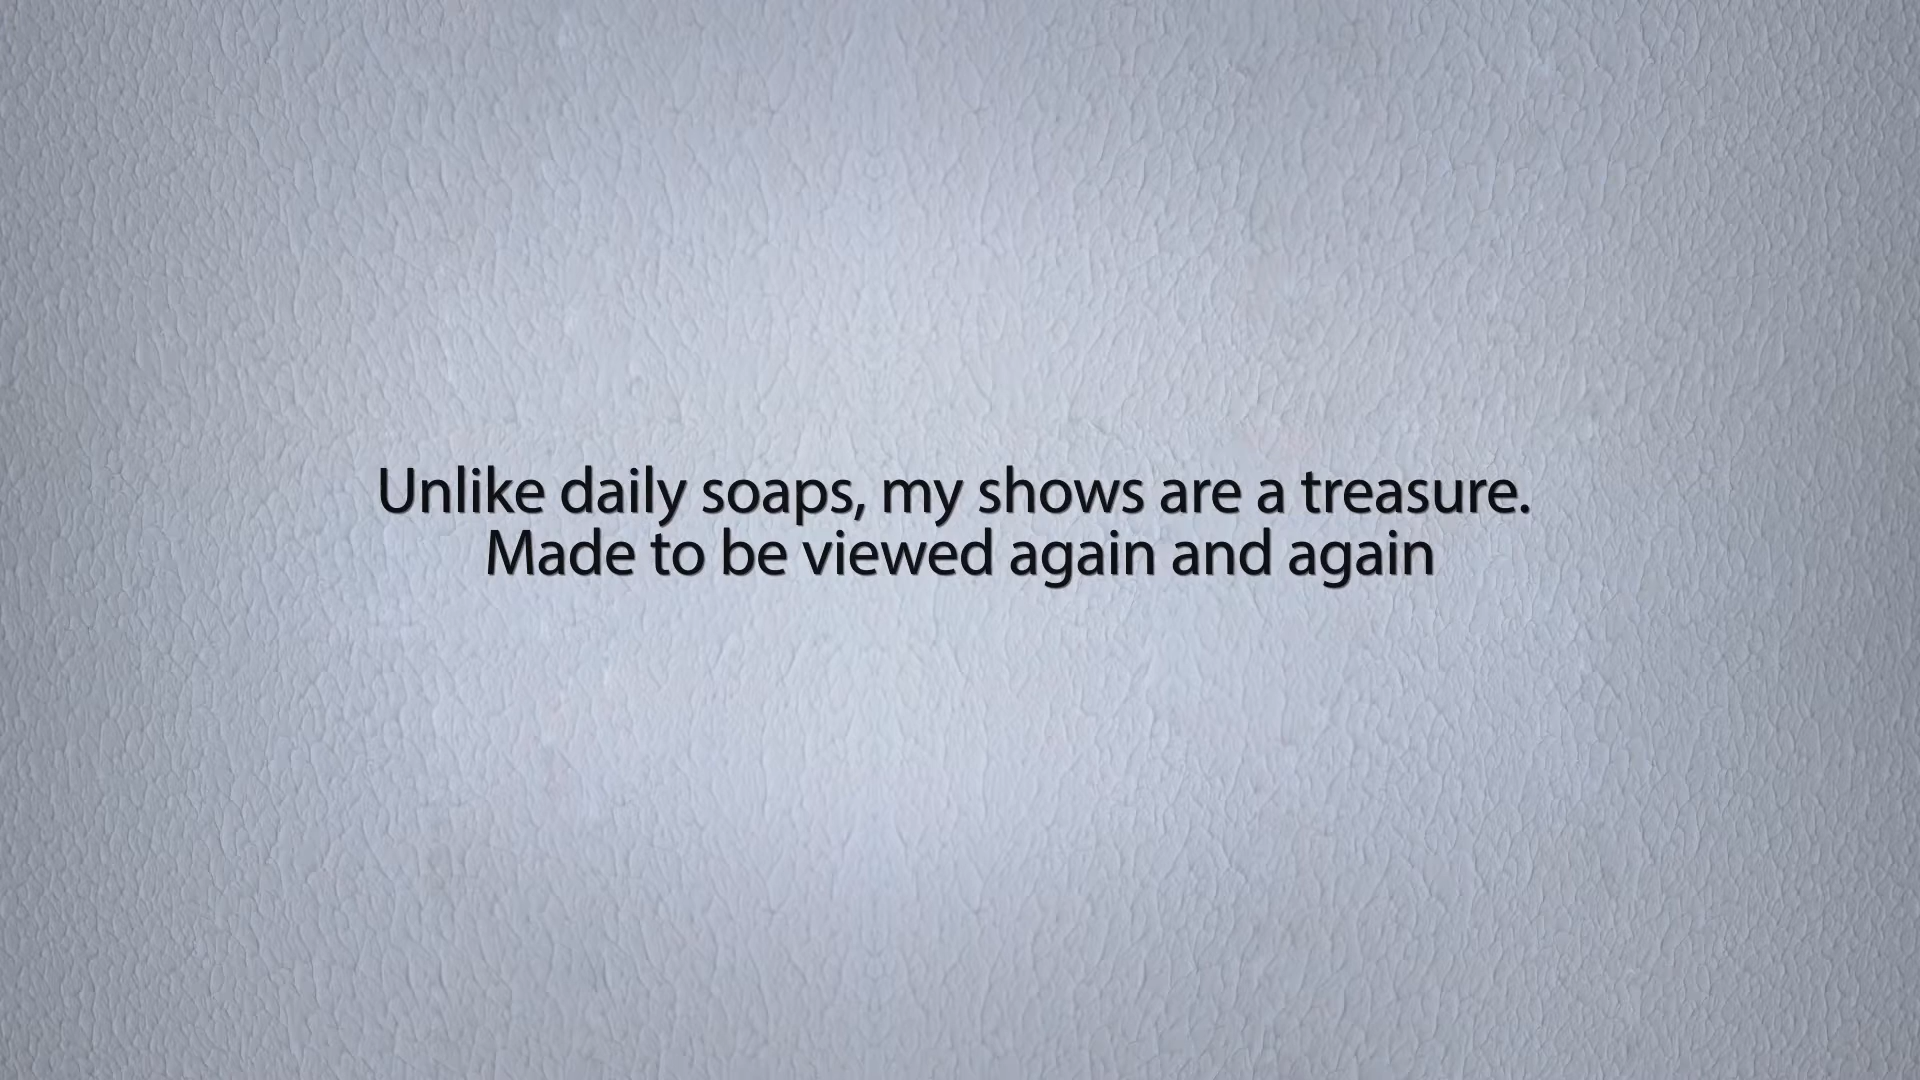 Unlike daily soaps, my shows are a treasure.
Made to be viewed again and again